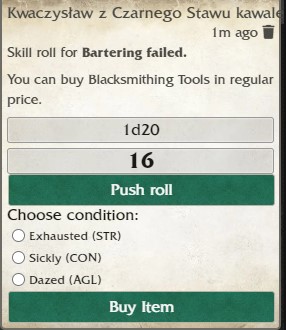 Kwaczysław z Czarnego Stawu kawale
1m ago
Skill roll for Bartering failed.
You can buy Blacksmithing Tools in regular
price.
1d20
16
Push roll
Choose condition:
Exhausted (STR)
Sickly (CON)
Dazed (AGL)
Buy Item